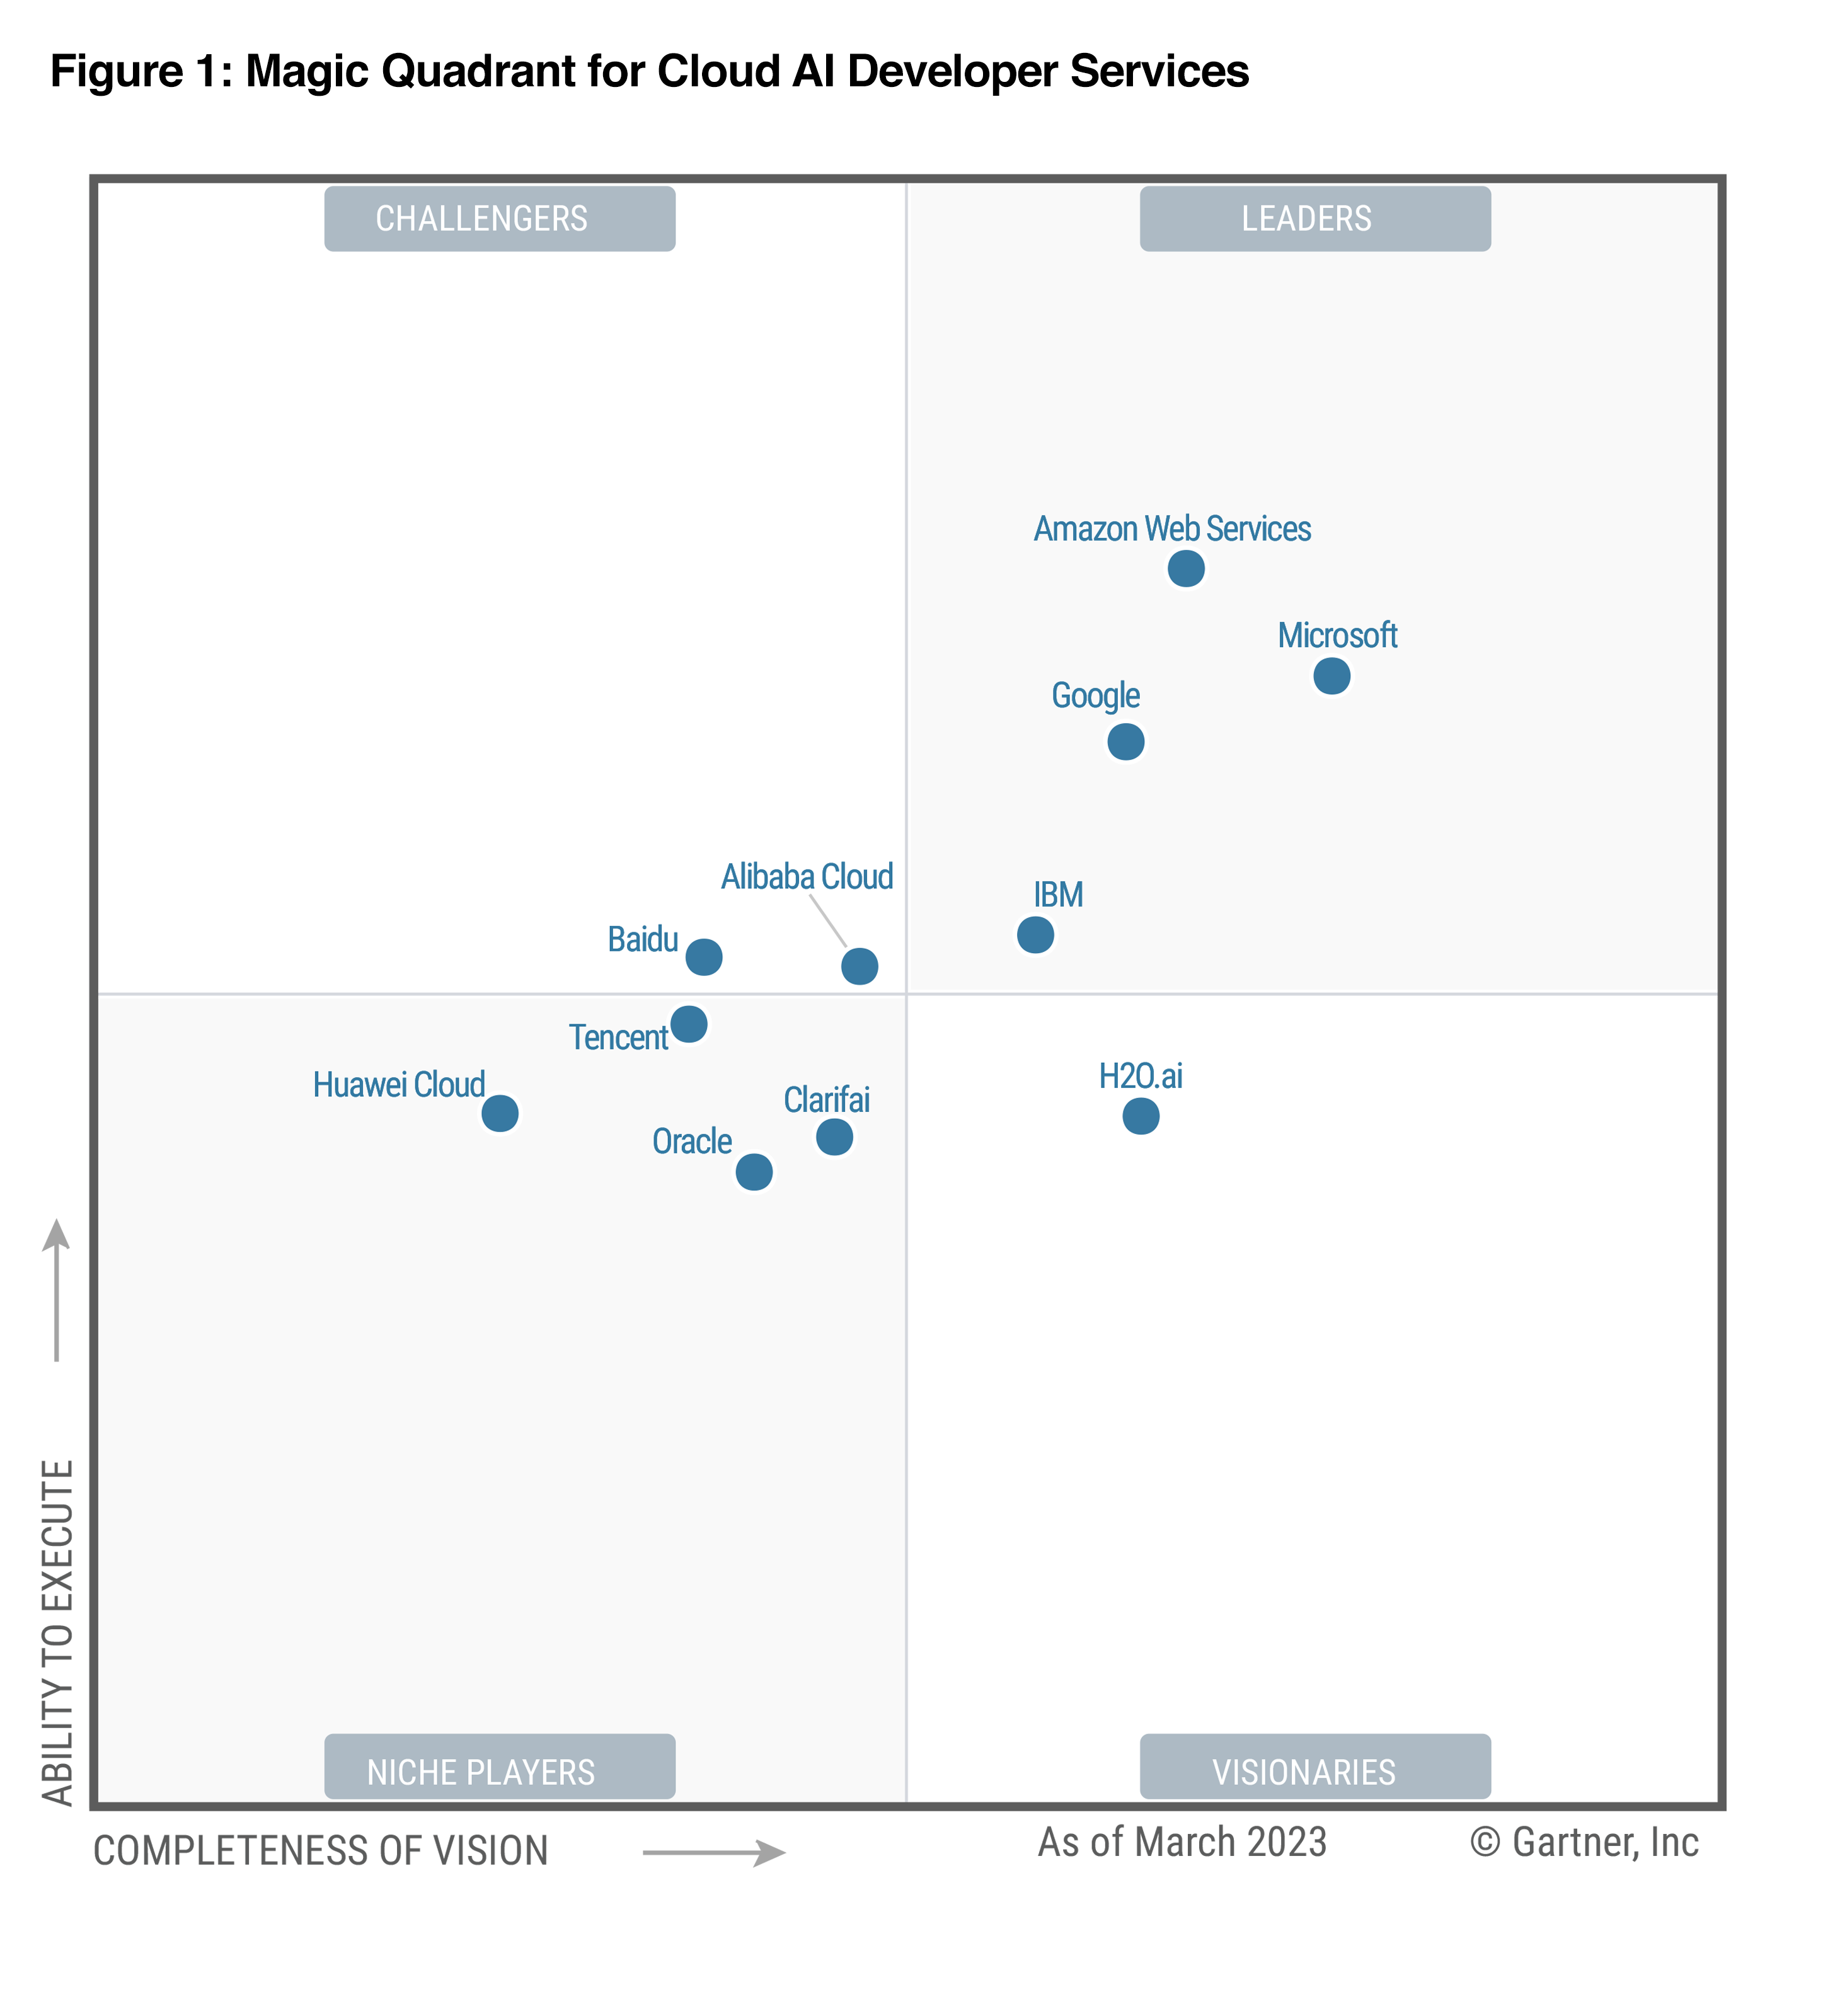 Figure 1: Magic Quadrant for Cloud AI Developer Services
CHALLENGERS
LEADERS
Amazon Web Services
Microsoft
Google
Alibaba Cloud
IBM
Baidu
Tencent
Huawei Cloud
H2O.ai
Clarifai
Oracle
ABILITY TO EXECUTE
NICHE PLAYERS
VISIONARIES
COMPLETENESS OF VISION
As of March 2023
© Gartner, Inc